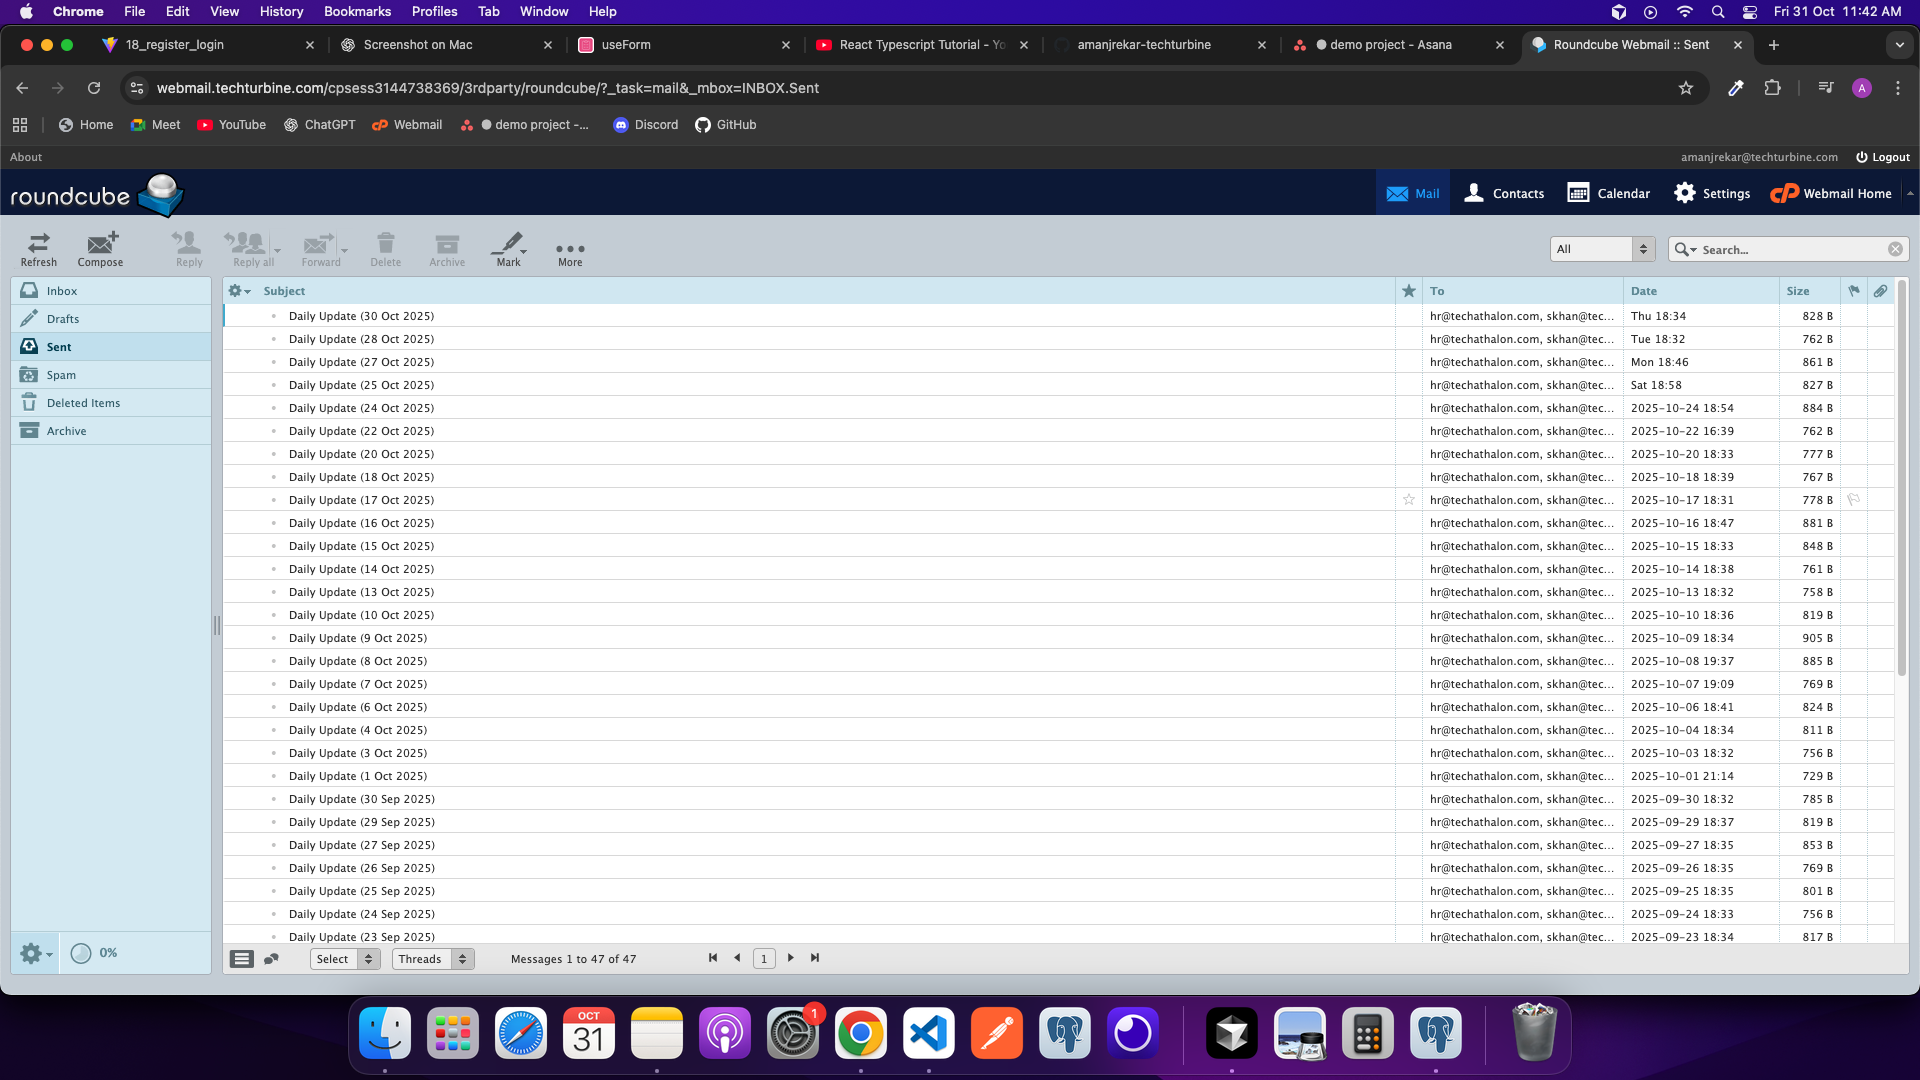 Chrome File Edit View History Bookmarks Profiles Tab Window Help Fri 31 Oct 11:42 AM
18_register_login Screenshot on Mac useForm React Typescript Tutorial - Yo amanjrekar-techturbine demo project - Asana Roundcube Webmail :: Sent
webmail.techturbine.com/cpsess3144738369/3rdparty/roundcube/?_task=mail&_mbox=INBOX.Sent A
Home Meet YouTube ChatGPT Webmail demo project -... Discord GitHub
About amanjrekar@techturbine.com Logout
roundcube Mail Contacts Calendar Settings Webmail Home
Refresh Compose Reply Reply all Forward Delete Archive Mark More All Search...
Inbox
Drafts
Sent
Spam
Deleted Items
Archive
0%
Subject To Date Size
Daily Update (30 Oct 2025) hr@techathalon.com, skhan@tec... Thu 18:34 828 B
Daily Update (28 Oct 2025) hr@techathalon.com, skhan@tec... Tue 18:32 762 B
Daily Update (27 Oct 2025) hr@techathalon.com, skhan@tec... Mon 18:46 861 B
Daily Update (25 Oct 2025) hr@techathalon.com, skhan@tec... Sat 18:58 827 B
Daily Update (24 Oct 2025) hr@techathalon.com, skhan@tec... 2025-10-24 18:54 884 B
Daily Update (22 Oct 2025) hr@techathalon.com, skhan@tec... 2025-10-22 16:39 762 B
Daily Update (20 Oct 2025) hr@techathalon.com, skhan@tec... 2025-10-20 18:33 777 B
Daily Update (18 Oct 2025) hr@techathalon.com, skhan@tec... 2025-10-18 18:39 767 B
Daily Update (17 Oct 2025) hr@techathalon.com, skhan@tec... 2025-10-17 18:31 778 B
Daily Update (16 Oct 2025) hr@techathalon.com, skhan@tec... 2025-10-16 18:47 881 B
Daily Update (15 Oct 2025) hr@techathalon.com, skhan@tec... 2025-10-15 18:33 848 B
Daily Update (14 Oct 2025) hr@techathalon.com, skhan@tec... 2025-10-14 18:38 761 B
Daily Update (13 Oct 2025) hr@techathalon.com, skhan@tec... 2025-10-13 18:32 758 B
Daily Update (10 Oct 2025) hr@techathalon.com, skhan@tec... 2025-10-10 18:36 819 B
Daily Update (9 Oct 2025) hr@techathalon.com, skhan@tec... 2025-10-09 18:34 905 B
Daily Update (8 Oct 2025) hr@techathalon.com, skhan@tec... 2025-10-08 19:37 885 B
Daily Update (7 Oct 2025) hr@techathalon.com, skhan@tec... 2025-10-07 19:09 769 B
Daily Update (6 Oct 2025) hr@techathalon.com, skhan@tec... 2025-10-06 18:41 824 B
Daily Update (4 Oct 2025) hr@techathalon.com, skhan@tec... 2025-10-04 18:34 811 B
Daily Update (3 Oct 2025) hr@techathalon.com, skhan@tec... 2025-10-03 18:32 756 B
Daily Update (1 Oct 2025) hr@techathalon.com, skhan@tec... 2025-10-01 21:14 729 B
Daily Update (30 Sep 2025) hr@techathalon.com, skhan@tec... 2025-09-30 18:32 785 B
Daily Update (29 Sep 2025) hr@techathalon.com, skhan@tec... 2025-09-29 18:37 819 B
Daily Update (27 Sep 2025) hr@techathalon.com, skhan@tec... 2025-09-27 18:35 853 B
Daily Update (26 Sep 2025) hr@techathalon.com, skhan@tec... 2025-09-26 18:35 769 B
Daily Update (25 Sep 2025) hr@techathalon.com, skhan@tec... 2025-09-25 18:35 801 B
Daily Update (24 Sep 2025) hr@techathalon.com, skhan@tec... 2025-09-24 18:33 756 B
Daily Update (23 Sep 2025) hr@techathalon.com, skhan@tec... 2025-09-23 18:34 817 B
Select Threads Messages 1 to 47 of 47 1
OCT
31
1